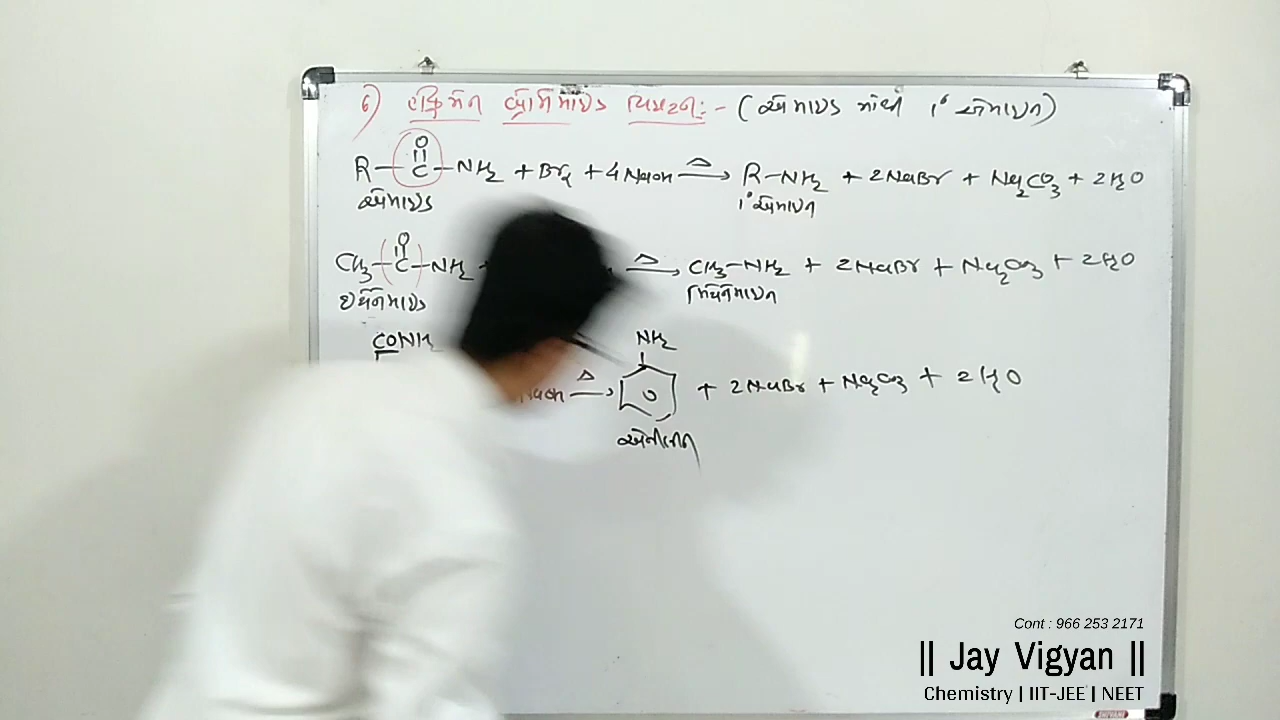 6) હોફમેન બ્રોમામાઇડ વિઘટન :- (એમાઇડ માંથી 1° એમાઇન)
O
R-C-NH2 + Br2 + 4NaOH △ → R-NH2 + 2NaBr + Na2CO3 + 2H2O
એમાઇડ 1° એમાઇન
O
CH3-C-NH2 △ → CH3-NH2 + 2NaBr + Na2CO3 + 2H2O
ઇથેનેમાઇડ મિથેનેમાઇન
CONH2 NH2
NaOH △ → + 2NaBr + Na2CO3 + 2H2O
એનીલીન
Cont : 966 253 2171
|| Jay Vigyan ||
Chemistry | IIT-JEE | NEET